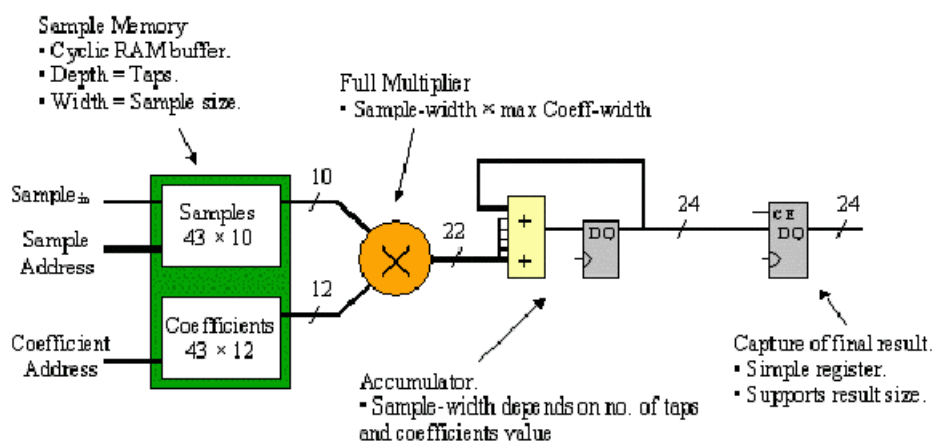 Sample Memory
▪ Cyclic RAM buffer.
▪ Depth = Taps.
▪ Width = Sample size.
Full Multiplier
▪ Sample-width × max Coeff-width
Sample in
Samples
43 × 10
10
Sample
Address
12
Coefficients
43 × 12
Coefficient
Address
×
22
+
+
DQ
24
CE
DQ
24
Accumulator.
▪ Sample-width depends on no. of taps
and coefficients value
Capture of final result.
▪ Simple register.
▪ Supports result size.